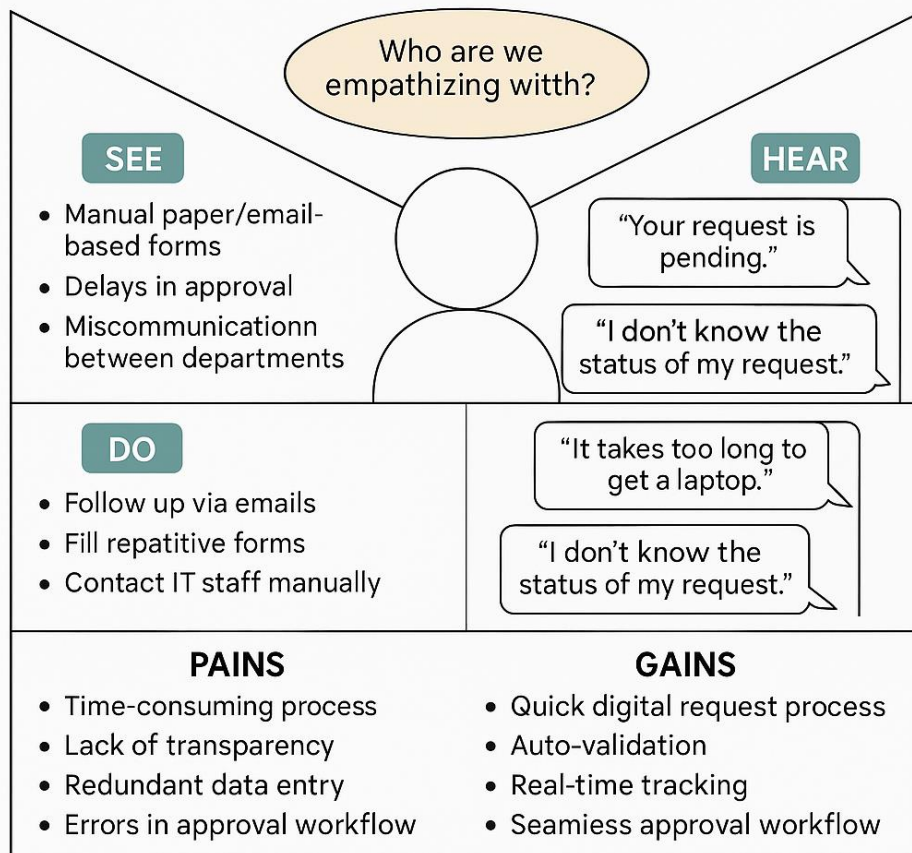 Who are we
empathizing witth?
SEE
• Manual paper/email-
based forms
• Delays in approval
• Miscommunicationn
between departments
HEAR
“Your request is
pending.”
“I don’t know the
status of my request.”
DO
• Follow up via emails
• Fill repatitive forms
• Contact IT staff manually
“It takes too long to
get a laptop.”
“I don’t know the
status of my request.”
PAINS
• Time-consuming process
• Lack of transparency
• Redundant data entry
• Errors in approval workflow
GAINS
• Quick digital request process
• Auto-validation
• Real-time tracking
• Seamiess approval workflow